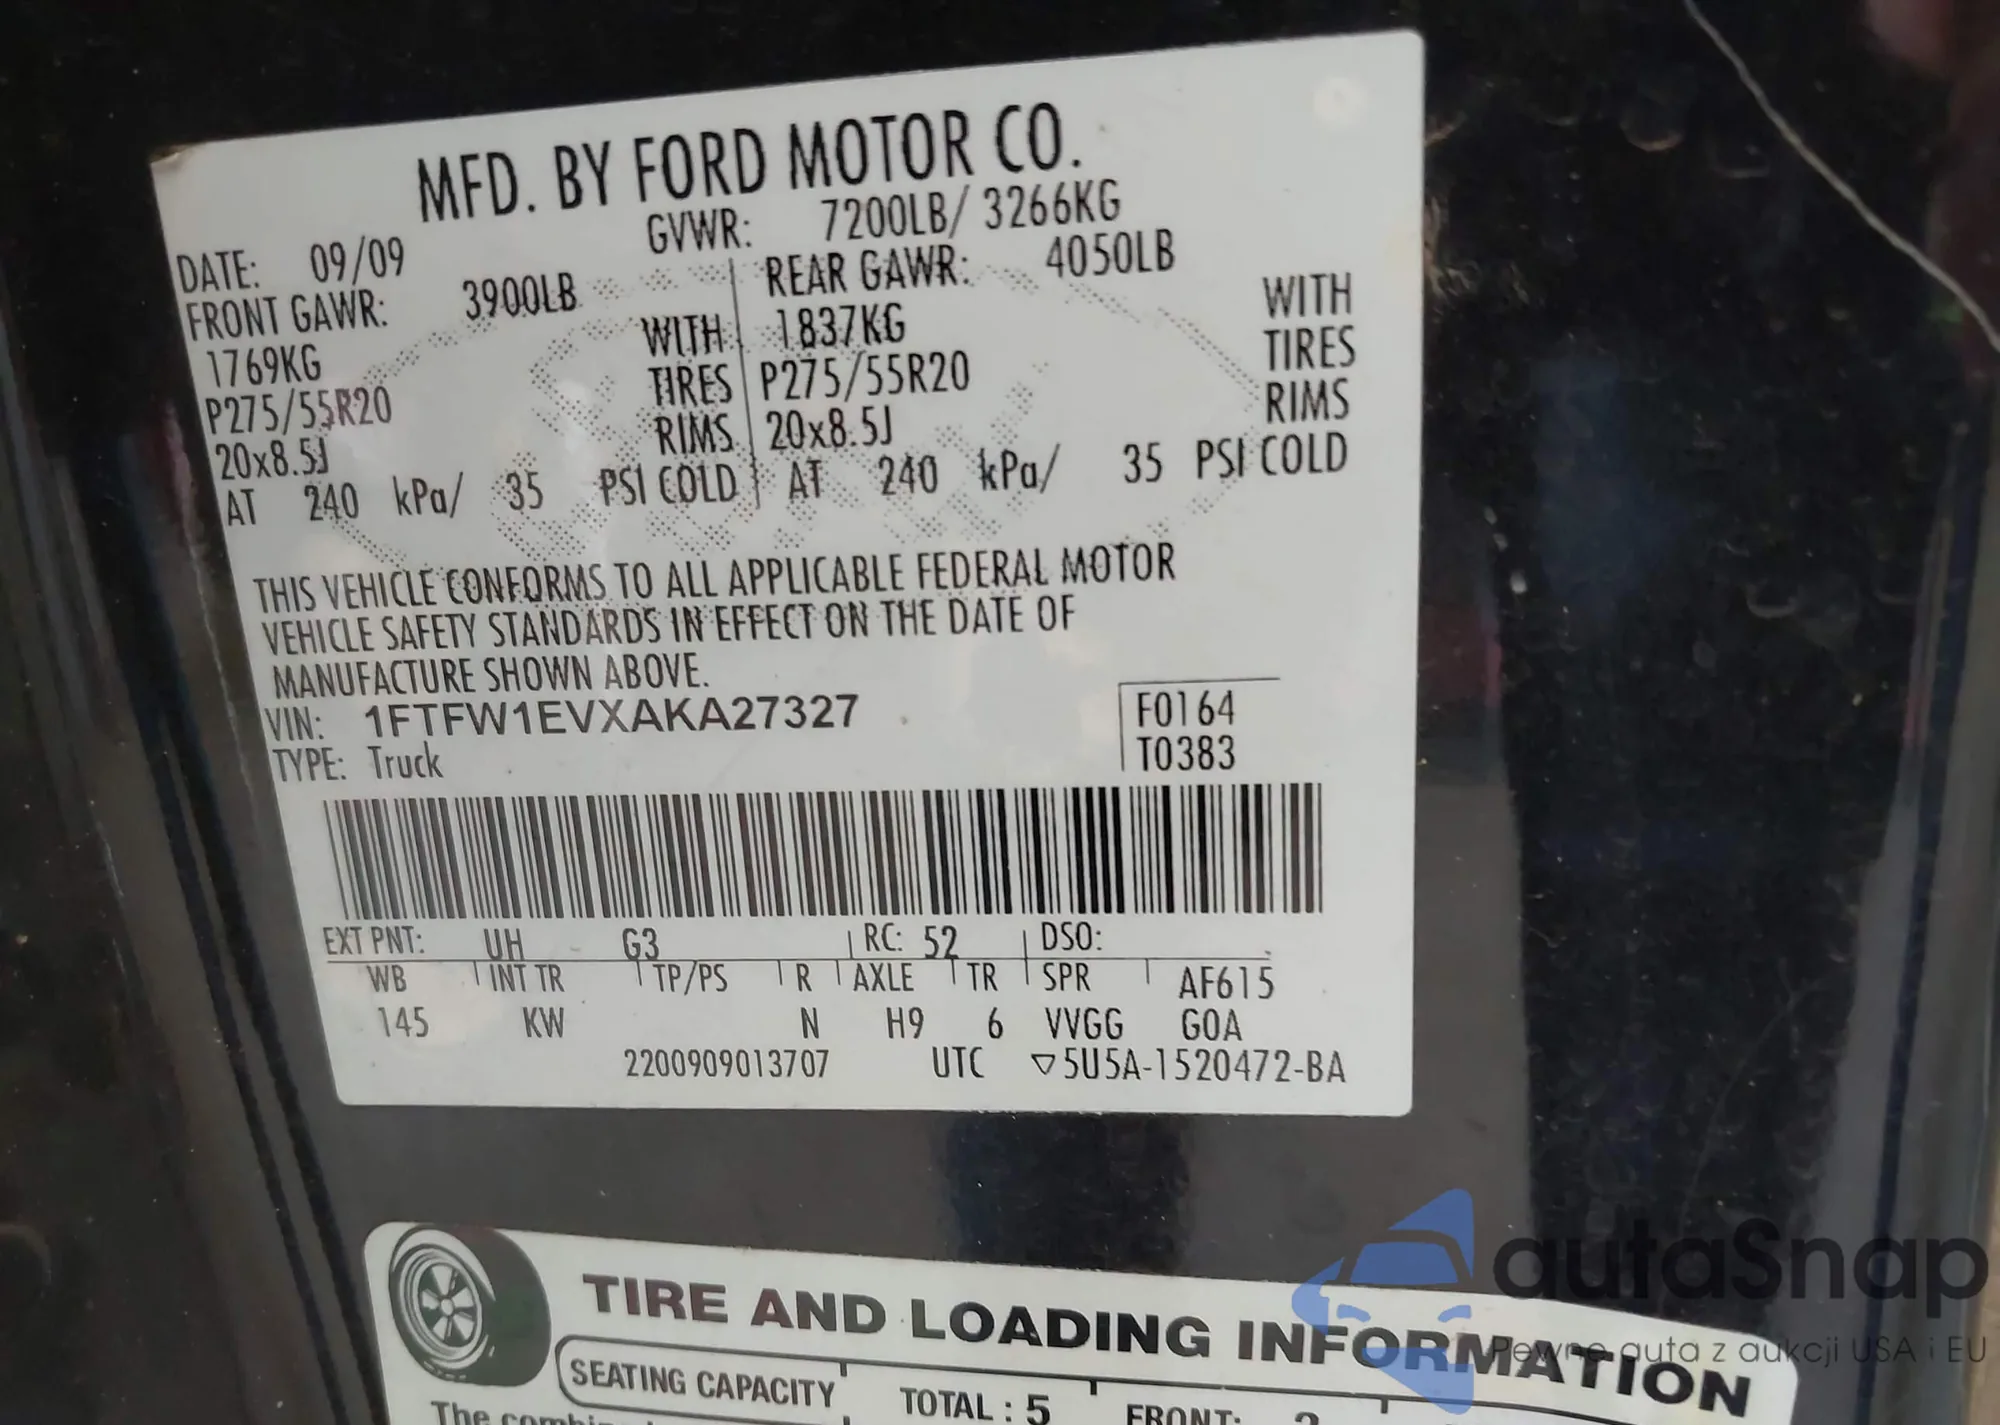 MFD. BY FORD MOTOR CO.
DATE: 09/09 GVWR: 7200LB/ 3266KG
FRONT GAWR: 3900LB REAR GAWR: 4050LB
1769KG WITH 1837KG WITH
P275/55R20 TIRES P275/55R20 TIRES
20x8.5J RIMS 20x8.5J RIMS
AT 240 kPa/ 35 PSI COLD AT 240 kPa/ 35 PSI COLD
THIS VEHICLE CONFORMS TO ALL APPLICABLE FEDERAL MOTOR
VEHICLE SAFETY STANDARDS IN EFFECT ON THE DATE OF
MANUFACTURE SHOWN ABOVE.
VIN: 1FTFW1EVXAKA27327 F0164
TYPE: Truck T0383
EXT PNT: UH G3 RC: 52 DSO:
WB INT TR TP/PS R AXLE TR SPR AF615
145 KW N H9 6 VVGG GOA
2200909013707 UTC ▽5U5A-1520472-BA
TIRE AND LOADING INFORMATION
SEATING CAPACITY TOTAL : 5 FRONT:
The
autaSnap
Pewne auta z aukcji USA i EU